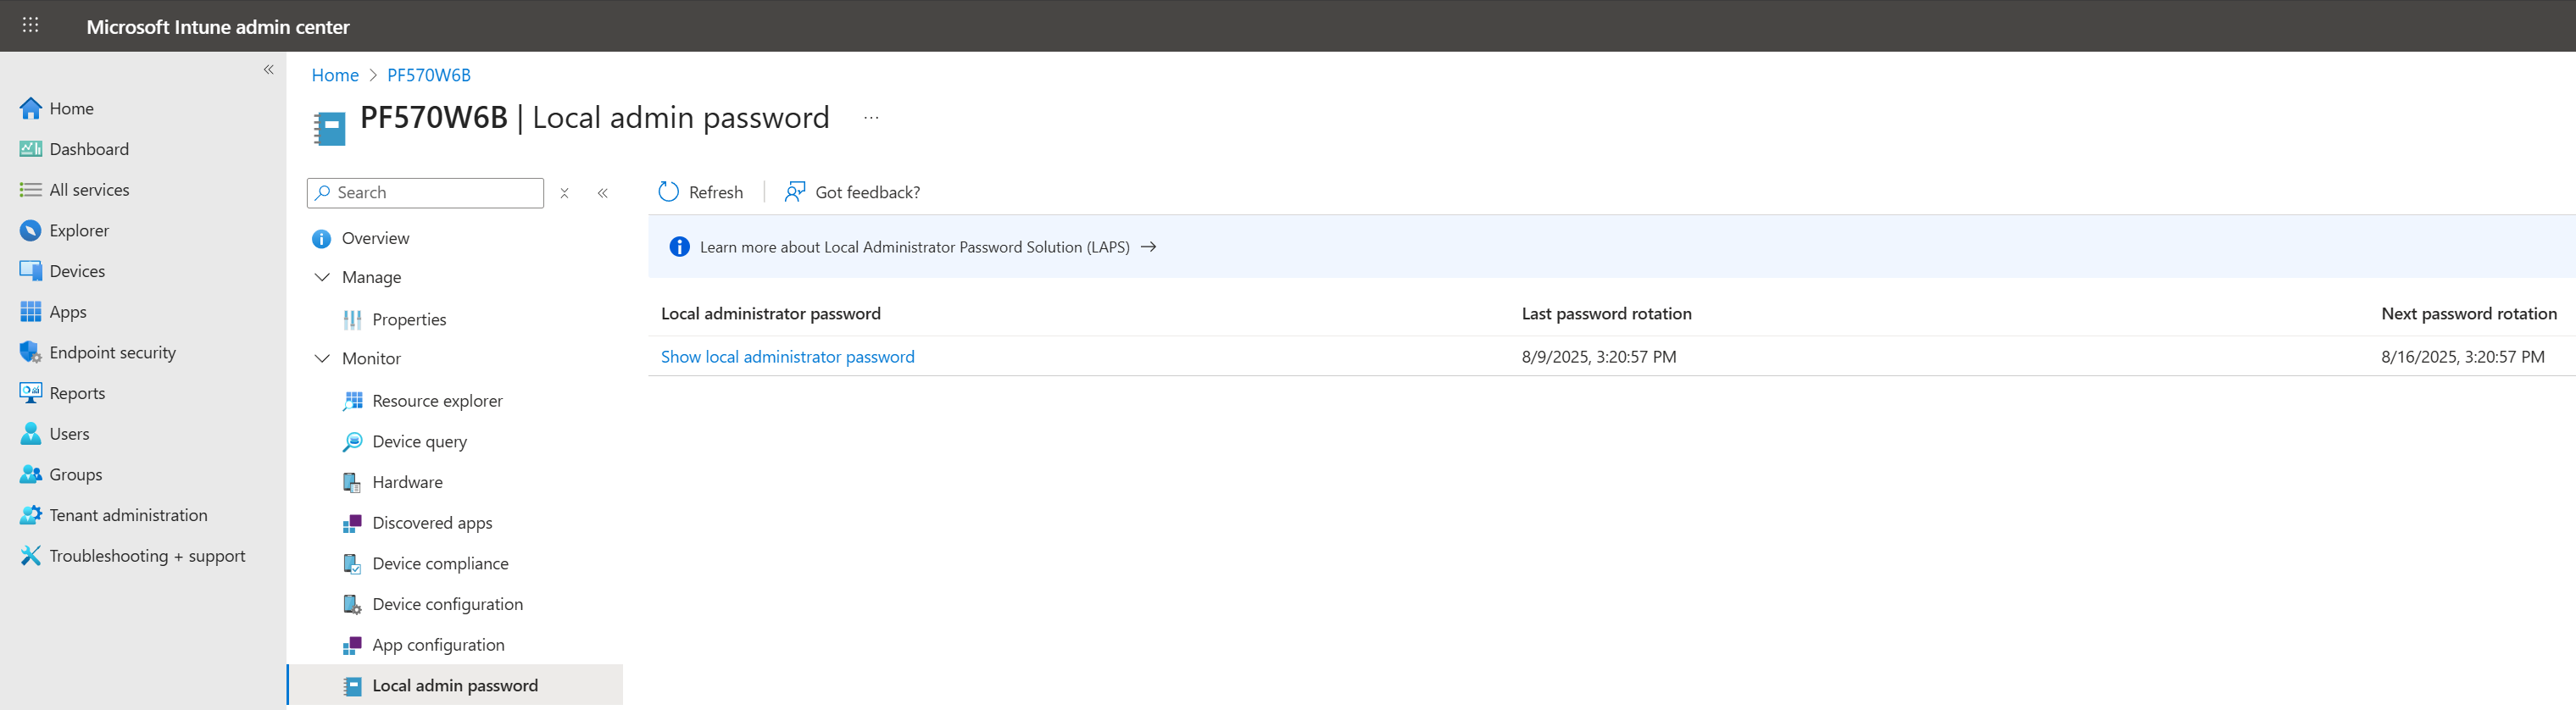 Microsoft Intune admin center
Home
Dashboard
All services
Explorer
Devices
Apps
Endpoint security
Reports
Users
Groups
Tenant administration
Troubleshooting + support
Home > PF570W6B
PF570W6B | Local admin password ...
Search
Overview
Manage
Properties
Monitor
Resource explorer
Device query
Hardware
Discovered apps
Device compliance
Device configuration
App configuration
Local admin password
Refresh | Got feedback?
Learn more about Local Administrator Password Solution (LAPS) →
Local administrator password Last password rotation Next password rotation
Show local administrator password 8/9/2025, 3:20:57 PM 8/16/2025, 3:20:57 PM